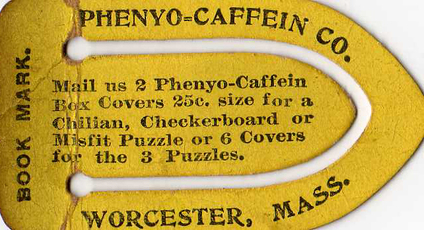 PHENYO=CAFFEIN CO.
BOOK MARK.
Mail us 2 Phenyo-Caffein
Box Covers 25c. size for a
Chilian, Checkerboard or
Misfit Puzzle or 6 Covers
for the 3 Puzzles.
WORCESTER, MASS.